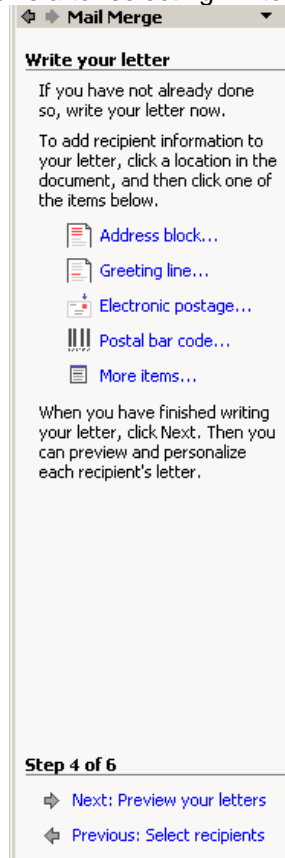 Mail Merge
Write your letter
If you have not already done
so, write your letter now.
To add recipient information to
your letter, click a location in the
document, and then click one of
the items below.
Address block...
Greeting line...
Electronic postage...
Postal bar code...
More items...
When you have finished writing
your letter, click Next. Then you
can preview and personalize
each recipient's letter.
Step 4 of 6
Next: Preview your letters
Previous: Select recipients